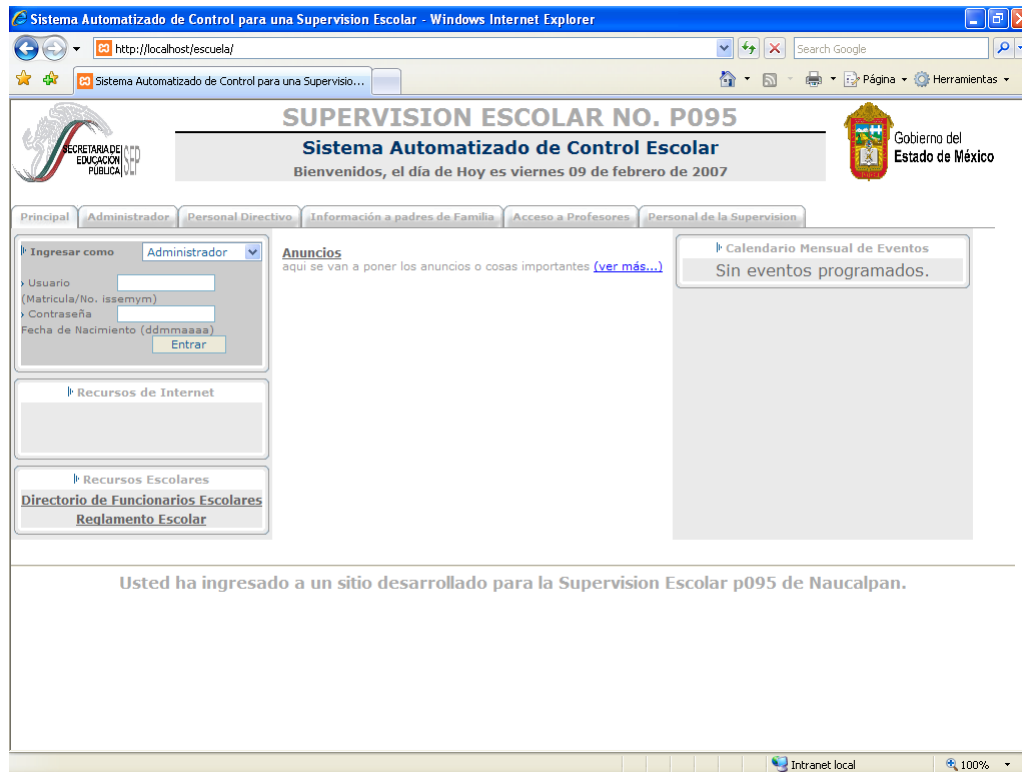 Sistema Automatizado de Control para una Supervision Escolar - Windows Internet Explorer
http://localhost/escuela/
Search Google
Sistema Automatizado de Control para una Supervisio...
Página
Herramientas
SECRETARIA DE
EDUCACIÓN
PÚBLICA
SEP
SUPERVISION ESCOLAR NO. P095
Sistema Automatizado de Control Escolar
Bienvenidos, el día de Hoy es viernes 09 de febrero de 2007
Gobierno del
Estado de México
Principal
Administrador
Personal Directivo
Información a padres de Familia
Acceso a Profesores
Personal de la Supervision
Ingresar como Administrador
Usuario
(Matricula/No. issemym)
Contraseña
Fecha de Nacimiento (ddmmaaaa)
Entrar
Recursos de Internet
Recursos Escolares
Directorio de Funcionarios Escolares
Reglamento Escolar
Anuncios
aqui se van a poner los anuncios o cosas importantes (ver más...)
Calendario Mensual de Eventos
Sin eventos programados.
Usted ha ingresado a un sitio desarrollado para la Supervision Escolar p095 de Naucalpan.
Intranet local
100%